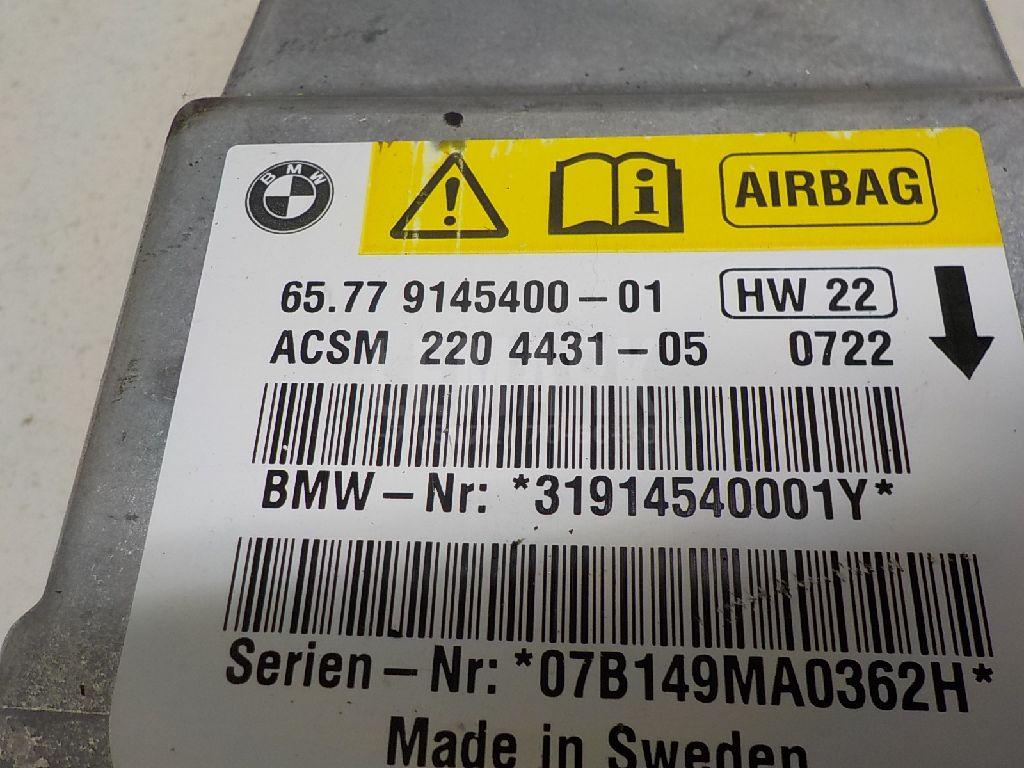 BMW
AIRBAG
65.77 9145400-01 HW 22
ACSM 220 4431-05 0722
BMW-Nr: *31914540001Y*
Serien-Nr: *07B149MA0362H*
Made in Sweden